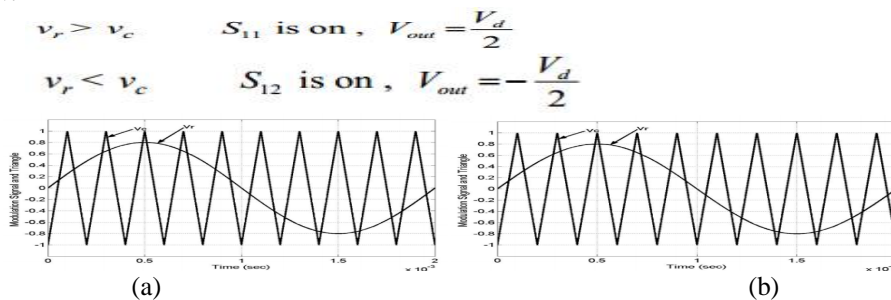 v_r > v_c S_11 is on , V_out = V_d/2
v_r < v_c S_12 is on , V_out = − V_d/2
Modulation Signal and Triangle
1
0.8
0.6
0.4
0.2
0
-0.2
-0.4
-0.6
-0.8
-1
Vc
Vr
0 0.5 1 1.5 2
Time (sec)
× 10^-3
(a)
Modulation Signal and Triangle
1
0.8
0.6
0.4
0.2
0
-0.2
-0.4
-0.6
-0.8
-1
Vr
0 0.5 1 1.5
Time (sec)
(b)